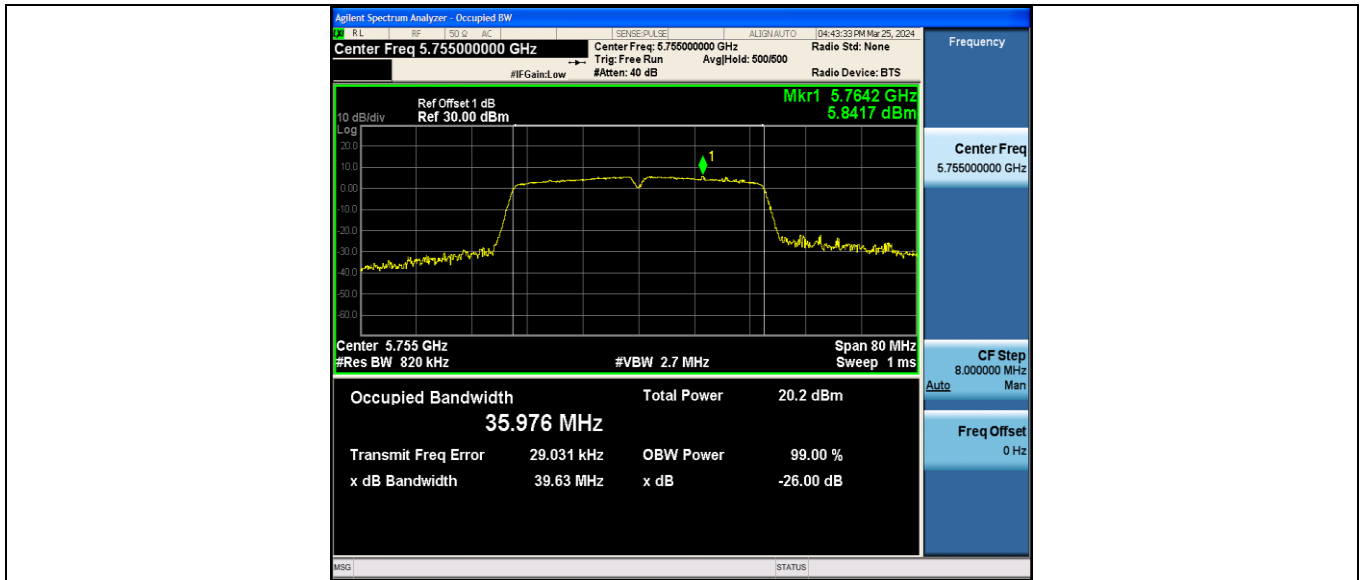 Agilent Spectrum Analyzer - Occupied BW
RL RF 50 Ω AC SENSE:PULSE ALIGNAUTO 04:43:33 PM Mar 25, 2024
Center Freq 5.755000000 GHz
Center Freq: 5.755000000 GHz Radio Std: None
Trig: Free Run Avg|Hold: 500/500
#IFGain:Low #Atten: 40 dB Radio Device: BTS
Frequency
Mkr1 5.7642 GHz
5.8417 dBm
Ref Offset 1 dB
10 dB/div Ref 30.00 dBm
Log
20.0
10.0
0.00
-10.0
-20.0
-30.0
-40.0
-50.0
-60.0
1
Center 5.755 GHz Span 80 MHz
#Res BW 820 kHz #VBW 2.7 MHz Sweep 1 ms
Occupied Bandwidth Total Power 20.2 dBm
35.976 MHz
Transmit Freq Error 29.031 kHz OBW Power 99.00 %
x dB Bandwidth 39.63 MHz x dB -26.00 dB
Center Freq
5.755000000 GHz
CF Step
8.000000 MHz
Auto Man
Freq Offset
0 Hz
MSG STATUS